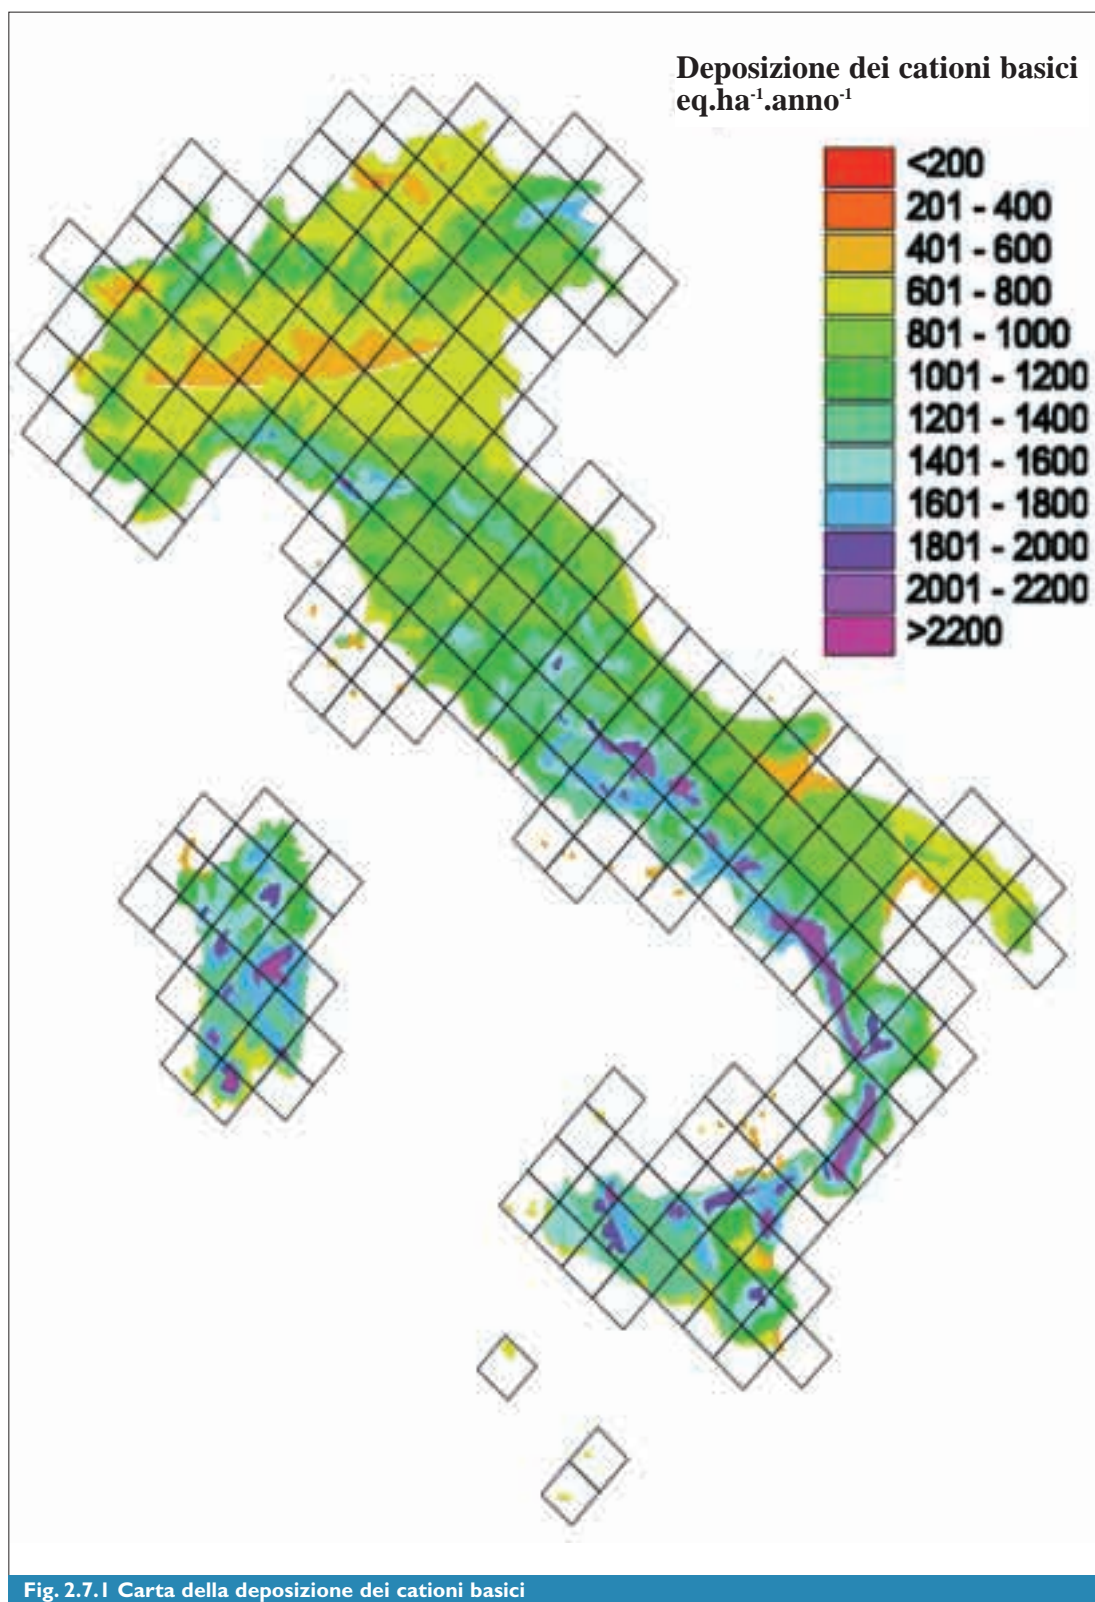 Deposizione dei cationi basici
eq.ha⁻¹.anno⁻¹
<200
201 - 400
401 - 600
601 - 800
801 - 1000
1001 - 1200
1201 - 1400
1401 - 1600
1601 - 1800
1801 - 2000
2001 - 2200
>2200
Fig. 2.7.1 Carta della deposizione dei cationi basici